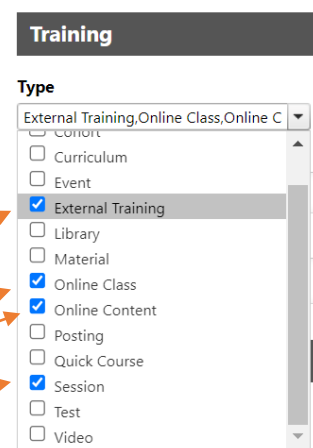 Training
Type
External Training,Online Class,Online C
Cohort
Curriculum
Event
External Training
Library
Material
Online Class
Online Content
Posting
Quick Course
Session
Test
Video